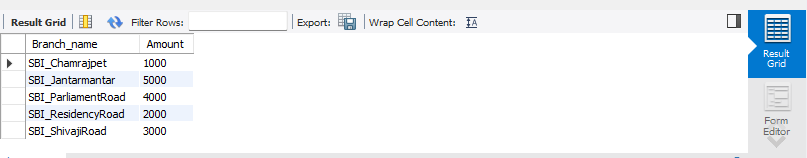 Result Grid Filter Rows: Export: Wrap Cell Content: IA
Branch_name Amount
SBI_Chamrajpet 1000
SBI_Jantarmantar 5000
SBI_ParliamentRoad 4000
SBI_ResidencyRoad 2000
SBI_ShivajiRoad 3000
Result
Grid
Form
Editor